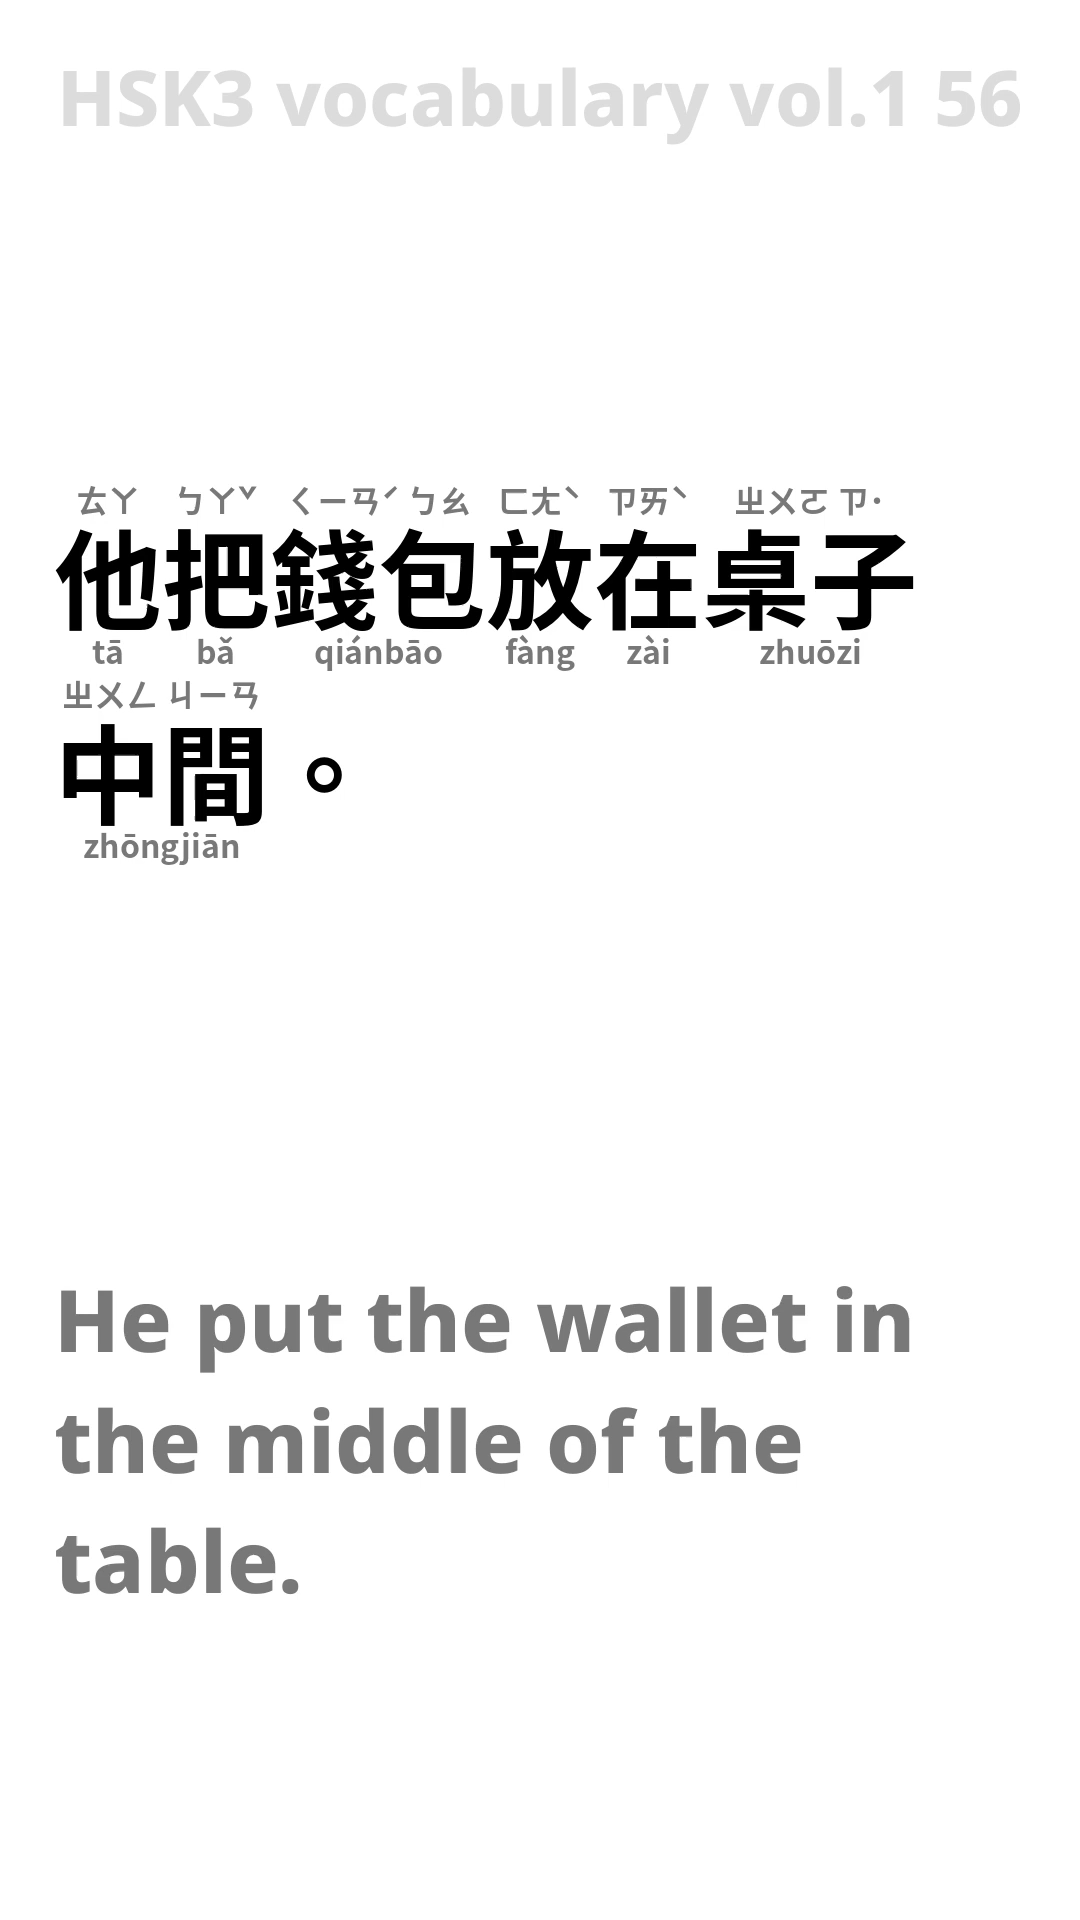 HSK3 vocabulary vol.1 56
ㄊㄚ ㄅㄚˇ ㄑㄧㄢˊ ㄅㄠ ㄈㄤˋ ㄗㄞˋ ㄓㄨㄛ ㄗ˙
他把錢包放在桌子
tā bǎ qiánbāo fàng zài zhuōzi
ㄓㄨㄥ ㄐㄧㄢ
中間。
zhōngjiān
He put the wallet in
the middle of the
table.